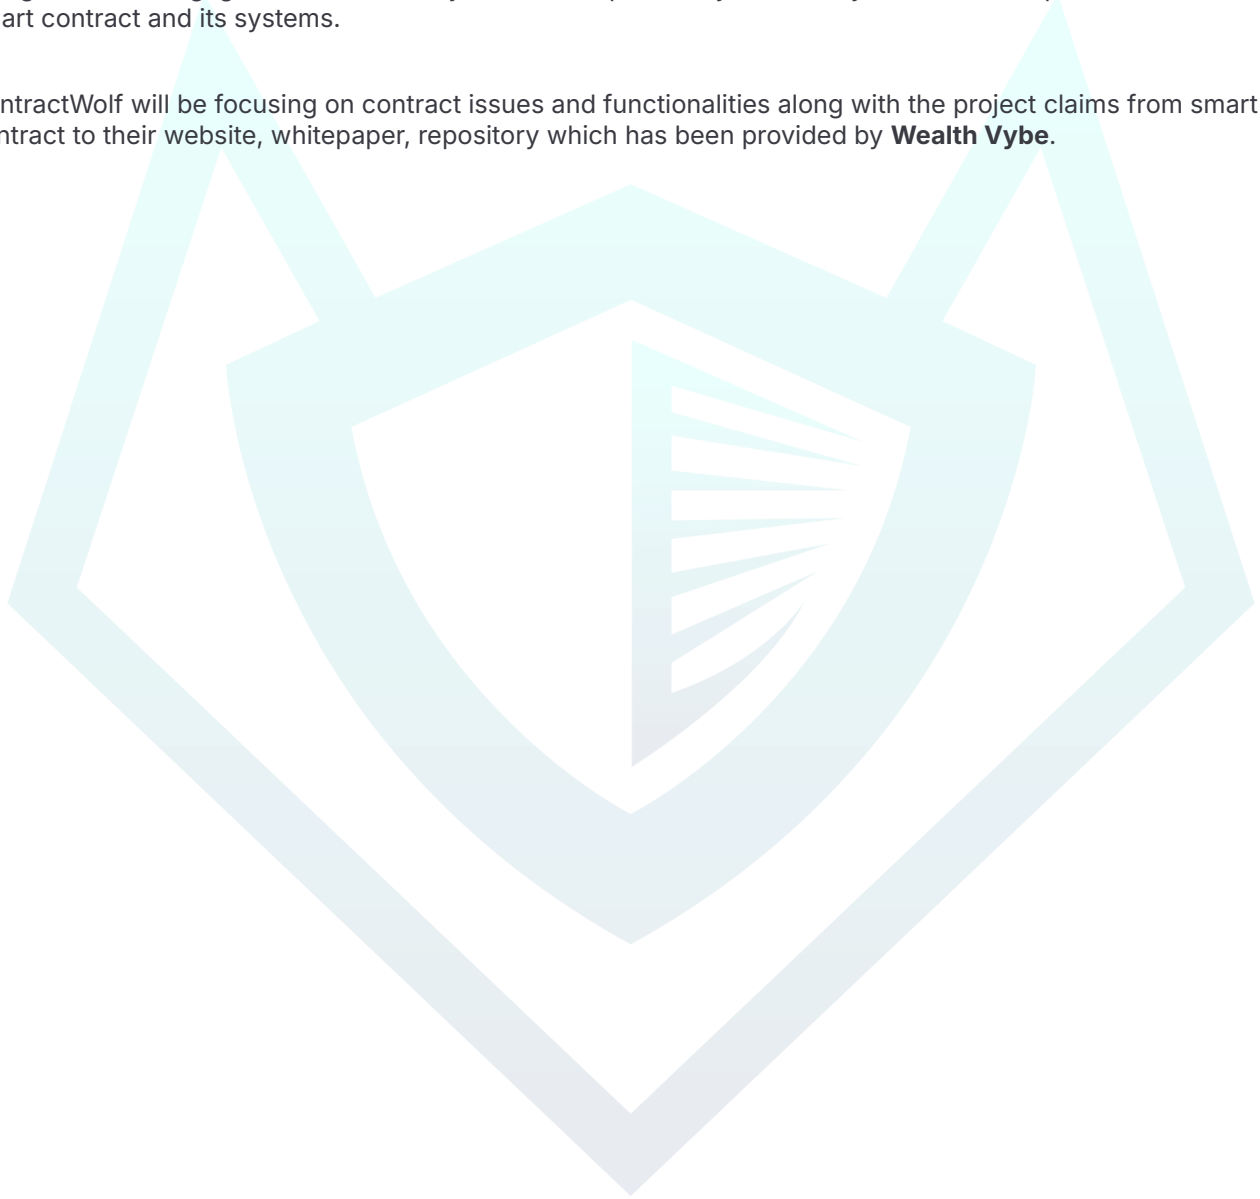 art contract and its systems.
ntractWolf will be focusing on contract issues and functionalities along with the project claims from smart
ntract to their website, whitepaper, repository which has been provided by Wealth Vybe.